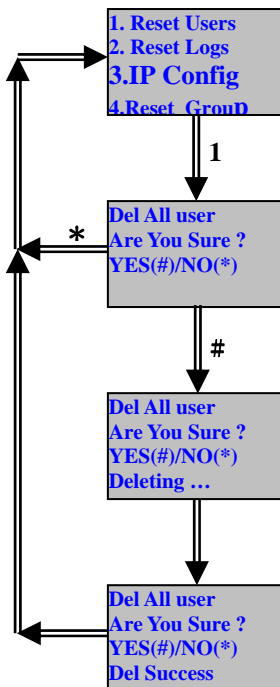 1. Reset Users
2. Reset Logs
3.IP Config
4.Reset Group
1
Del All user
Are You Sure ?
YES(#)/NO(*)
*
#
Del All user
Are You Sure ?
YES(#)/NO(*)
Deleting …
Del All user
Are You Sure ?
YES(#)/NO(*)
Del Success